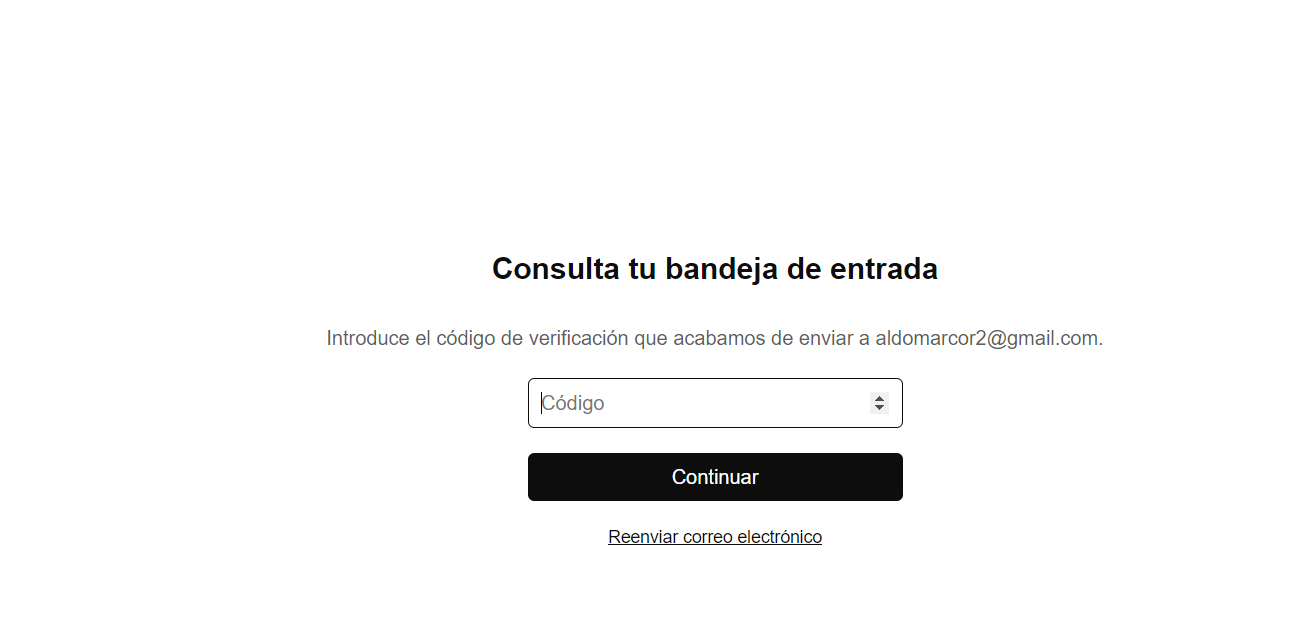 Consulta tu bandeja de entrada
Introduce el código de verificación que acabamos de enviar a aldomarcor2@gmail.com.
Código
Continuar
Reenviar correo electrónico